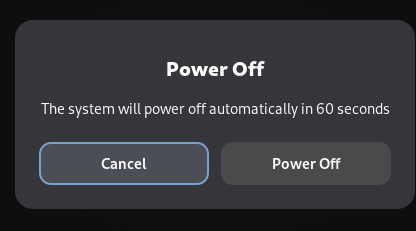 Power Off
The system will power off automatically in 60 seconds
Cancel
Power Off